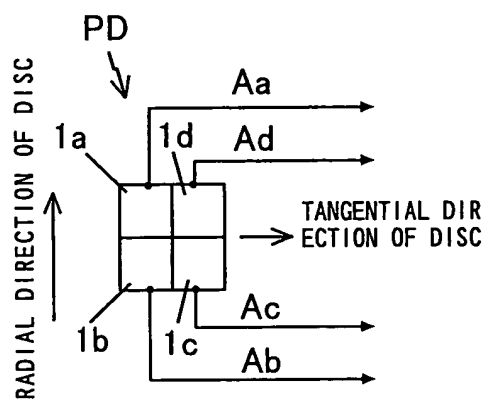 PD
Aa
1a
1d
Ad
RADIAL DIRECTION OF DISC
TANGENTIAL DIR
ECTION OF DISC
1b
1c
Ac
Ab